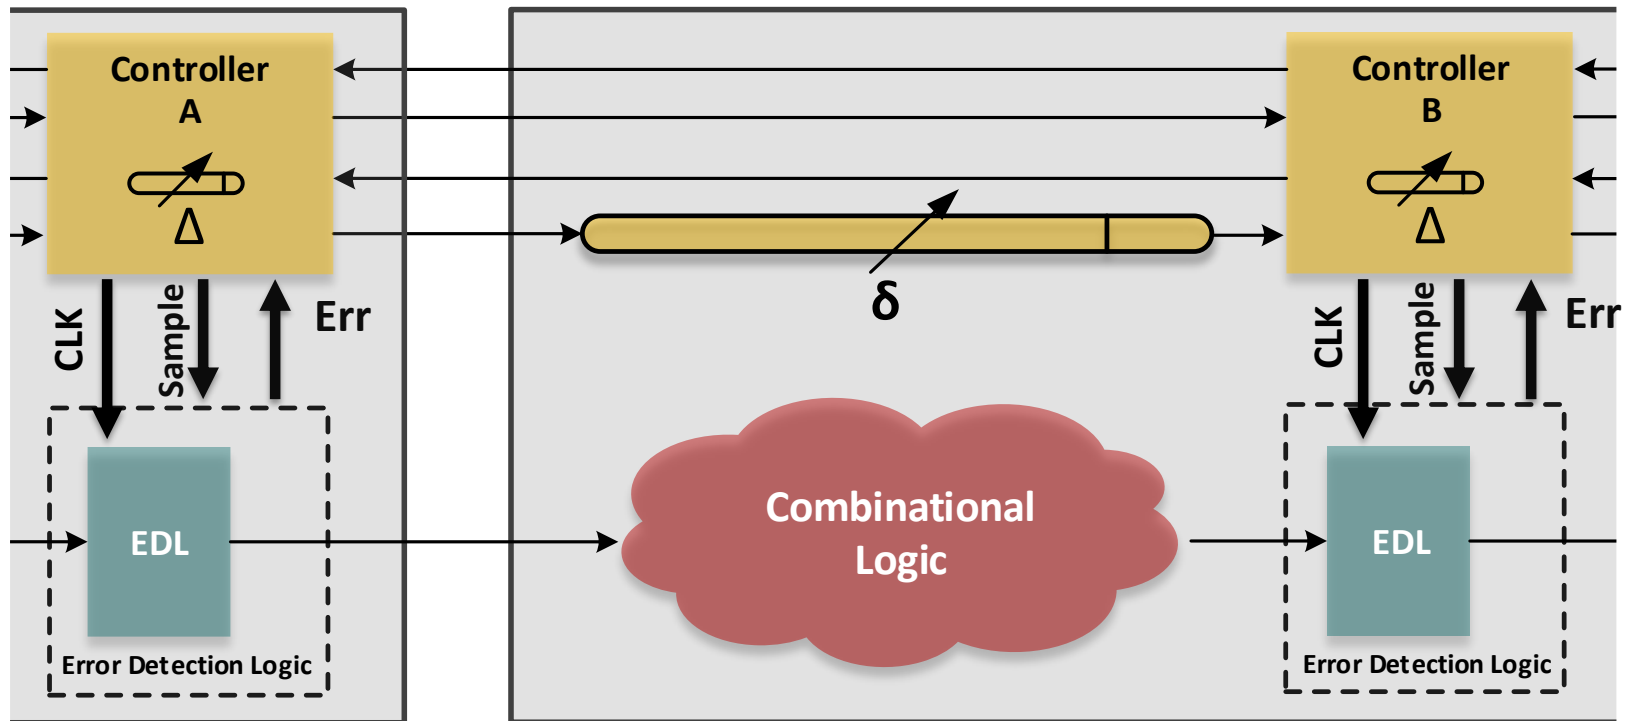 Controller
A
Δ
Controller
B
Δ
δ
CLK
Sample
Err
CLK
Sample
Err
Combinational
Logic
EDL
Error Detection Logic
EDL
Error Detection Logic